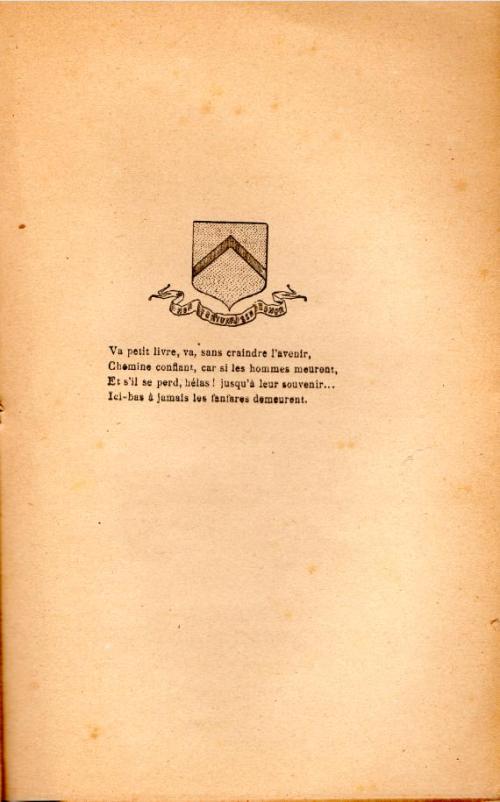 Va petit livre, va, sans craindre l'avenir,
Chemine confiant, car si les hommes meurent,
Et s'il se perd, hélas ! jusqu'à leur souvenir...
Ici-bas à jamais les fanfares demeurent.